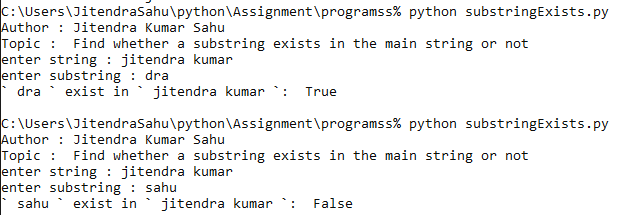 C:\Users\JitendraSahu\python\Assignment\programss% python substringExists.py
Author : Jitendra Kumar Sahu
Topic :  Find whether a substring exists in the main string or not
enter string : jitendra kumar
enter substring : dra
` dra ` exist in ` jitendra kumar `:  True
C:\Users\JitendraSahu\python\Assignment\programss% python substringExists.py
Author : Jitendra Kumar Sahu
Topic :  Find whether a substring exists in the main string or not
enter string : jitendra kumar
enter substring : sahu
` sahu ` exist in ` jitendra kumar `:  False